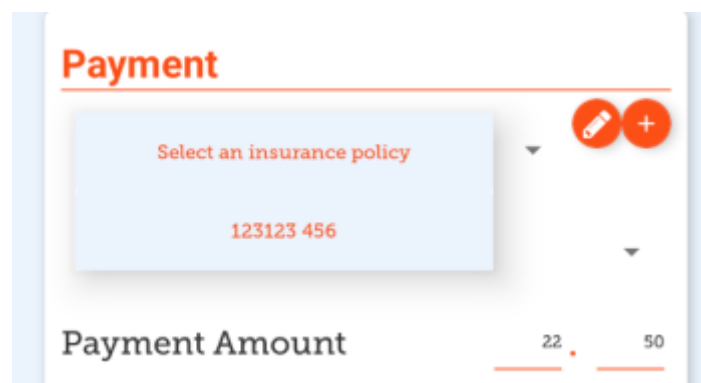 Payment
+
Select an insurance policy
123123 456
Payment Amount 22 . 50